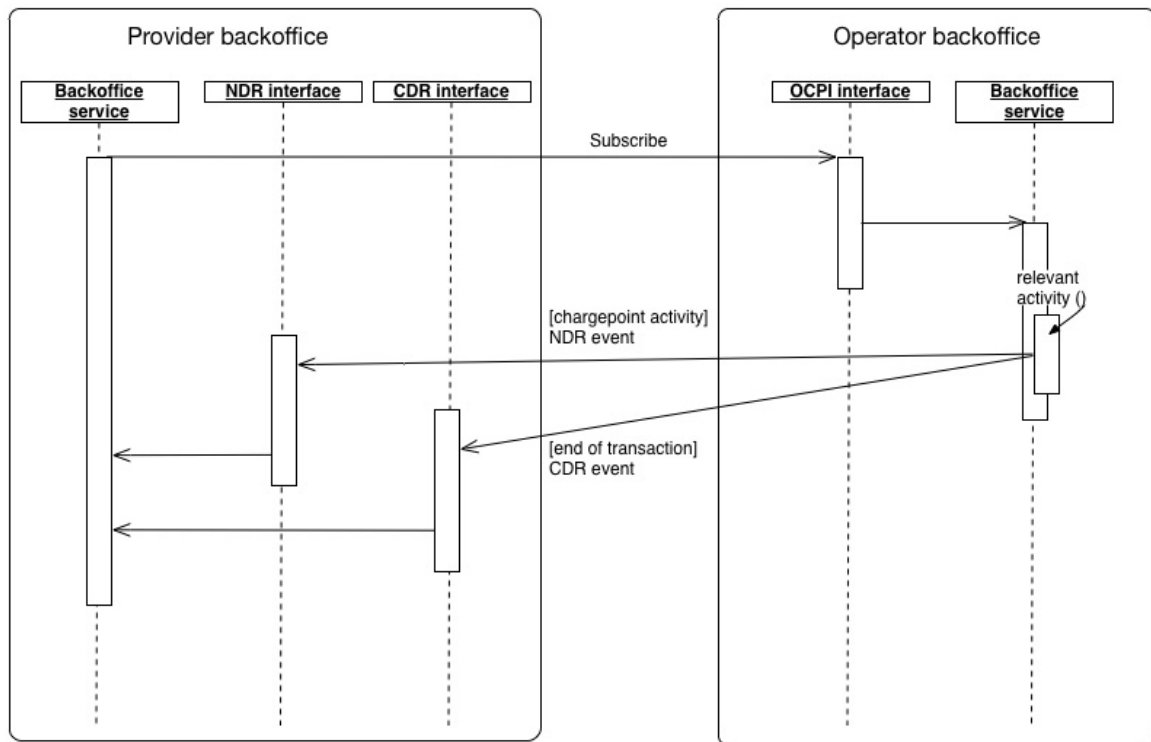 Provider backoffice
Operator backoffice
Backoffice
service
NDR interface
CDR interface
OCPI interface
Backoffice
service
Subscribe
relevant
activity ()
[chargepoint activity]
NDR event
[end of transaction]
CDR event